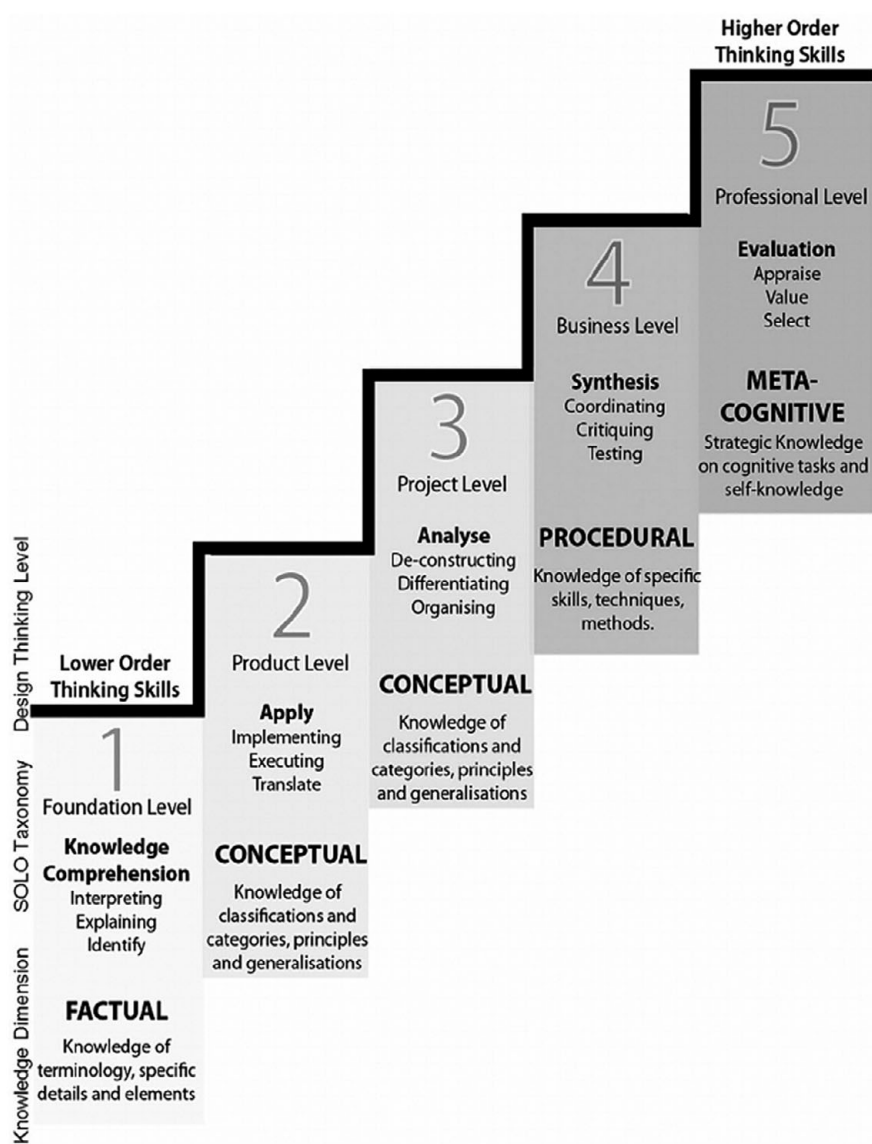 Higher Order
Thinking Skills
5
Professional Level
Evaluation
Appraise
Value
Select
META-
COGNITIVE
Strategic Knowledge
on cognitive tasks and
self-knowledge
4
Business Level
Synthesis
Coordinating
Critiquing
Testing
PROCEDURAL
Knowledge of specific
skills, techniques,
methods.
3
Project Level
Analyse
De-constructing
Differentiating
Organising
CONCEPTUAL
Knowledge of
classifications and
categories, principles
and generalisations
2
Product Level
Apply
Implementing
Executing
Translate
CONCEPTUAL
Knowledge of
classifications and
categories, principles
and generalisations
Lower Order
Thinking Skills
1
Foundation Level
Knowledge
Comprehension
Interpreting
Explaining
Identify
FACTUAL
Knowledge of
terminology, specific
details and elements
Design Thinking Level
SOLO Taxonomy
Knowledge Dimension